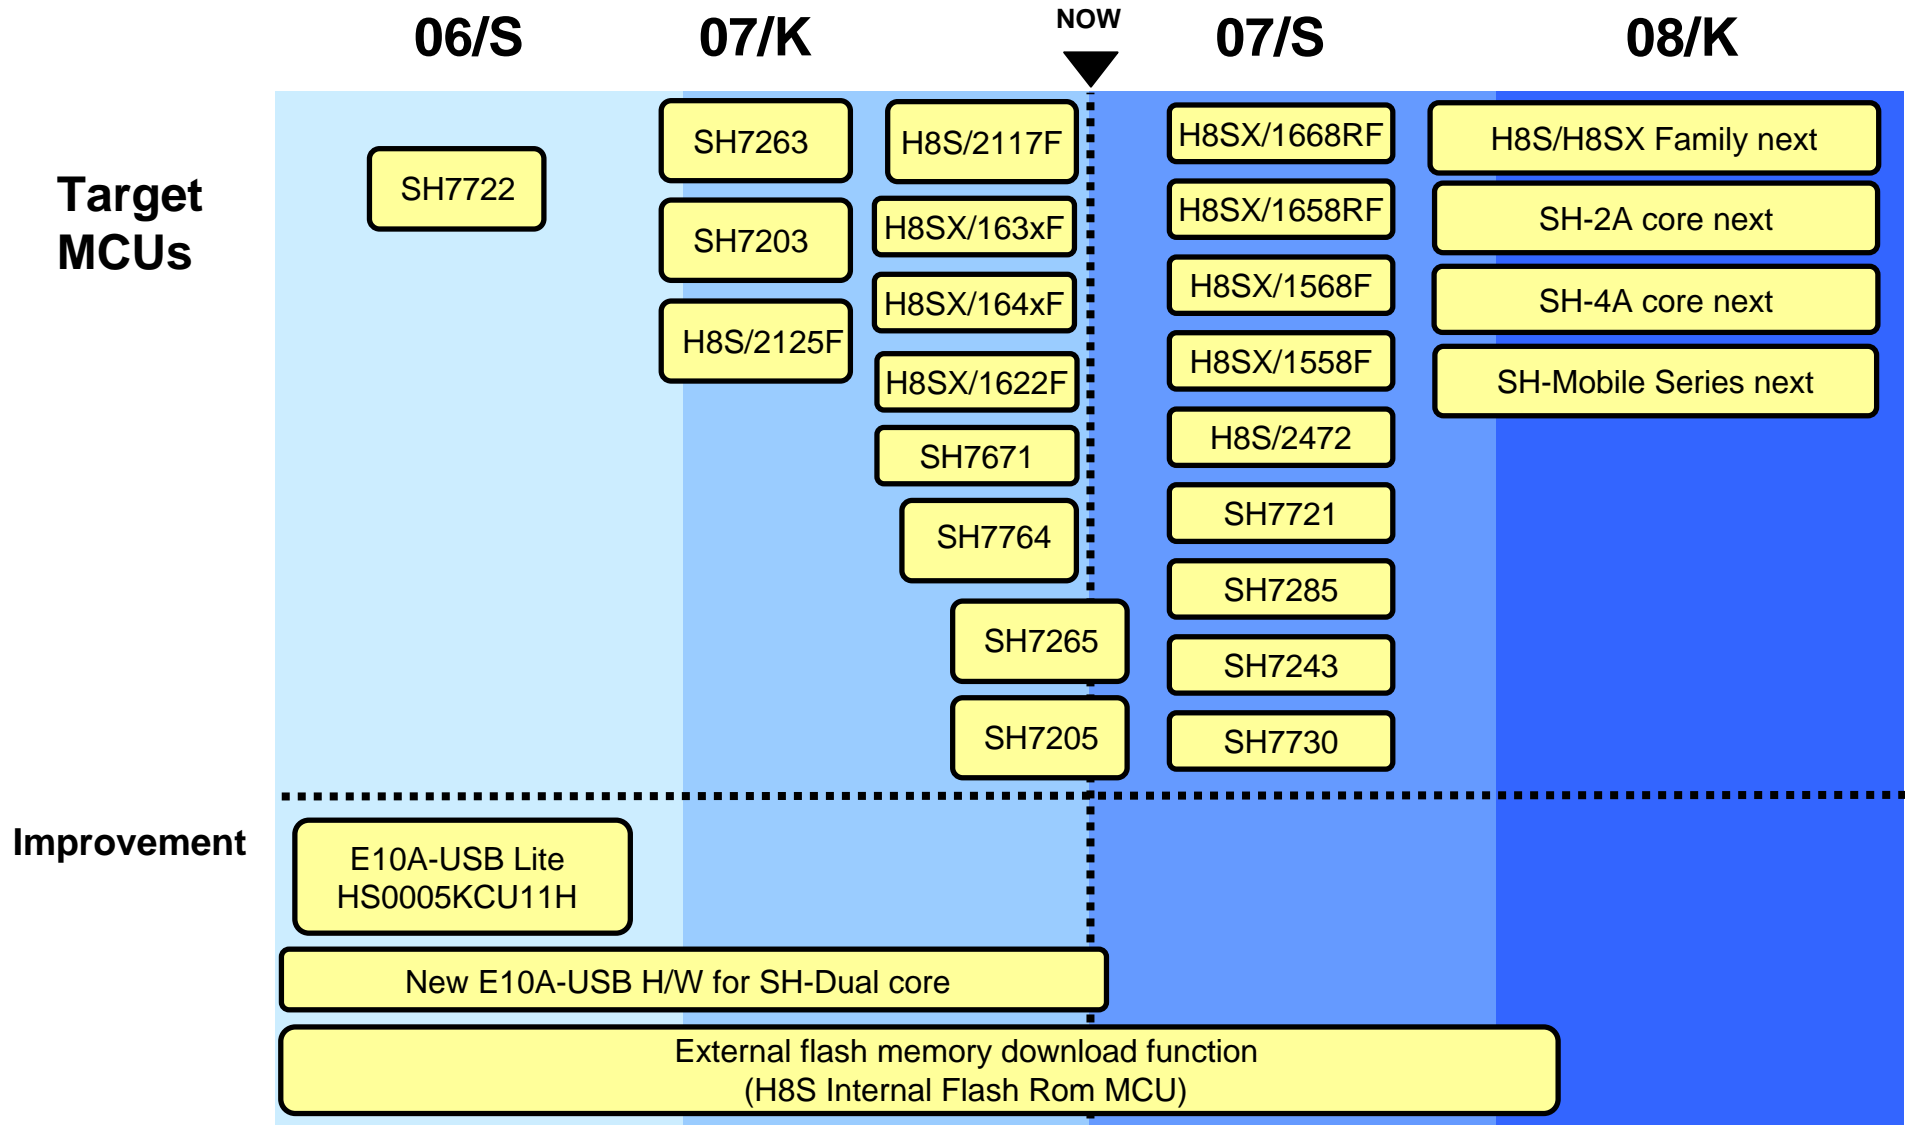 06/S
07/K
NOW
07/S
08/K
Target
MCUs
SH7722
SH7263
SH7203
H8S/2125F
H8S/2117F
H8SX/163xF
H8SX/164xF
H8SX/1622F
SH7671
SH7764
SH7265
SH7205
H8SX/1668RF
H8SX/1658RF
H8SX/1568F
H8SX/1558F
H8S/2472
SH7721
SH7285
SH7243
SH7730
H8S/H8SX Family next
SH-2A core next
SH-4A core next
SH-Mobile Series next
Improvement
E10A-USB Lite
HS0005KCU11H
New E10A-USB H/W for SH-Dual core
External flash memory download function
(H8S Internal Flash Rom MCU)